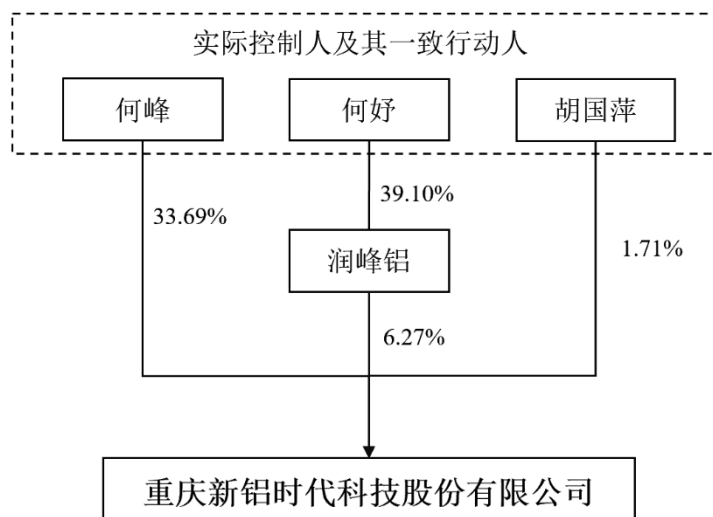 实际控制人及其一致行动人
何峰
何妤
胡国萍
33.69%
39.10%
1.71%
润峰铝
6.27%
重庆新铝时代科技股份有限公司